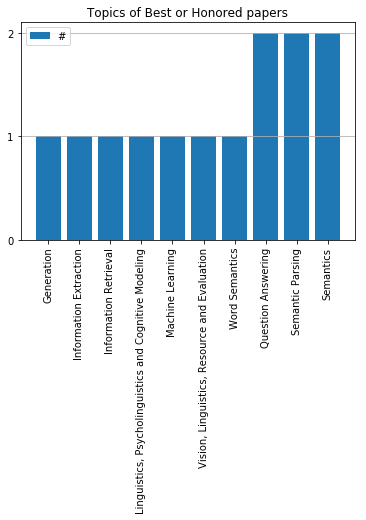 Topics of Best or Honored papers
#
2
1
0
Generation
Information Extraction
Information Retrieval
Linguistics, Psycholinguistics and Cognitive Modeling
Machine Learning
Vision, Linguistics, Resource and Evaluation
Word Semantics
Question Answering
Semantic Parsing
Semantics